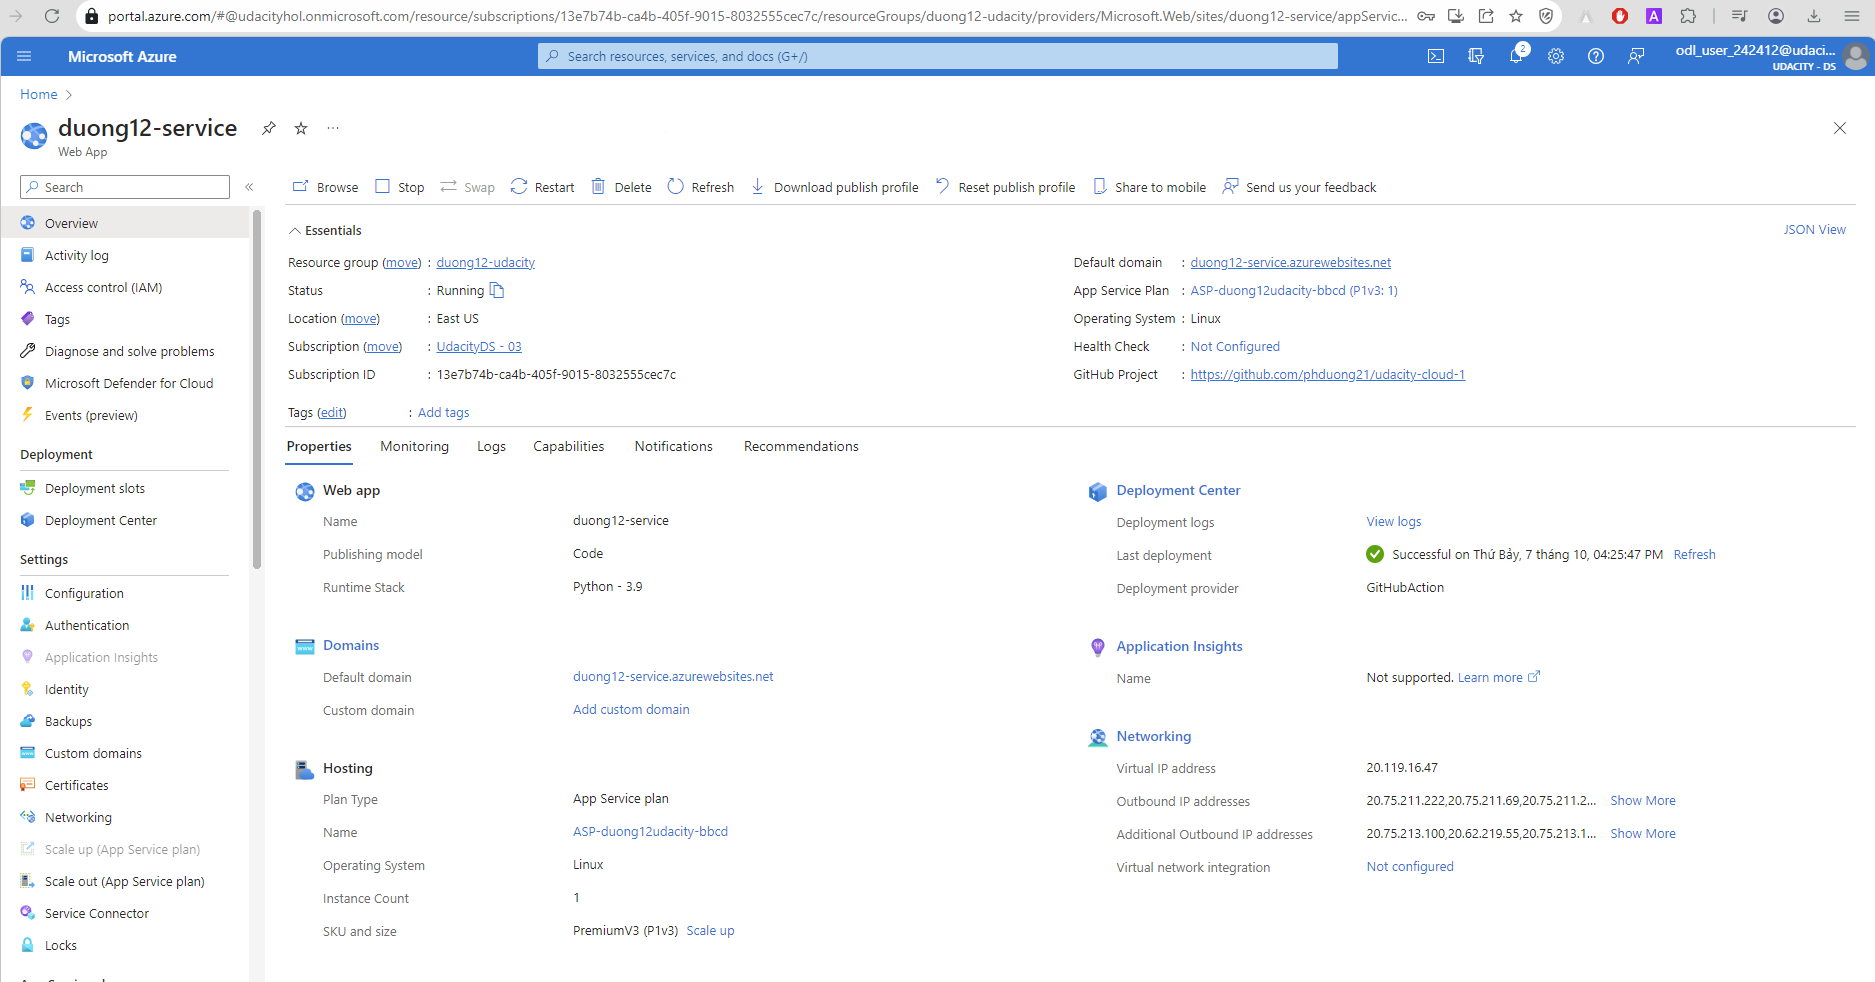 portal.azure.com/#@udacityhol.onmicrosoft.com/resource/subscriptions/13e7b74b-ca4b-405f-9015-8032555cec7c/resourceGroups/duong12-udacity/providers/Microsoft.Web/sites/duong12-service/appServic...
Microsoft Azure
Search resources, services, and docs (G+/)
2
odl_user_242412@udaci...
UDACITY - DS
Home
duong12-service
Web App
Search
Browse
Stop
Swap
Restart
Delete
Refresh
Download publish profile
Reset publish profile
Share to mobile
Send us your feedback
Overview
Activity log
Access control (IAM)
Tags
Diagnose and solve problems
Microsoft Defender for Cloud
Events (preview)
Deployment
Deployment slots
Deployment Center
Settings
Configuration
Authentication
Application Insights
Identity
Backups
Custom domains
Certificates
Networking
Scale up (App Service plan)
Scale out (App Service plan)
Service Connector
Locks
Essentials
JSON View
Resource group (move) : duong12-udacity
Status : Running
Location (move) : East US
Subscription (move) : UdacityDS - 03
Subscription ID : 13e7b74b-ca4b-405f-9015-8032555cec7c
Tags (edit) : Add tags
Default domain : duong12-service.azurewebsites.net
App Service Plan : ASP-duong12udacity-bbcd (P1v3: 1)
Operating System : Linux
Health Check : Not Configured
GitHub Project : https://github.com/phduong21/udacity-cloud-1
Properties
Monitoring
Logs
Capabilities
Notifications
Recommendations
Web app
Name duong12-service
Publishing model Code
Runtime Stack Python - 3.9
Domains
Default domain duong12-service.azurewebsites.net
Custom domain Add custom domain
Hosting
Plan Type App Service plan
Name ASP-duong12udacity-bbcd
Operating System Linux
Instance Count 1
SKU and size PremiumV3 (P1v3) Scale up
Deployment Center
Deployment logs View logs
Last deployment Successful on Thứ Bảy, 7 tháng 10, 04:25:47 PM Refresh
Deployment provider GitHubAction
Application Insights
Name Not supported. Learn more
Networking
Virtual IP address 20.119.16.47
Outbound IP addresses 20.75.211.222,20.75.211.69,20.75.211.2... Show More
Additional Outbound IP addresses 20.75.213.100,20.62.219.55,20.75.213.1... Show More
Virtual network integration Not configured